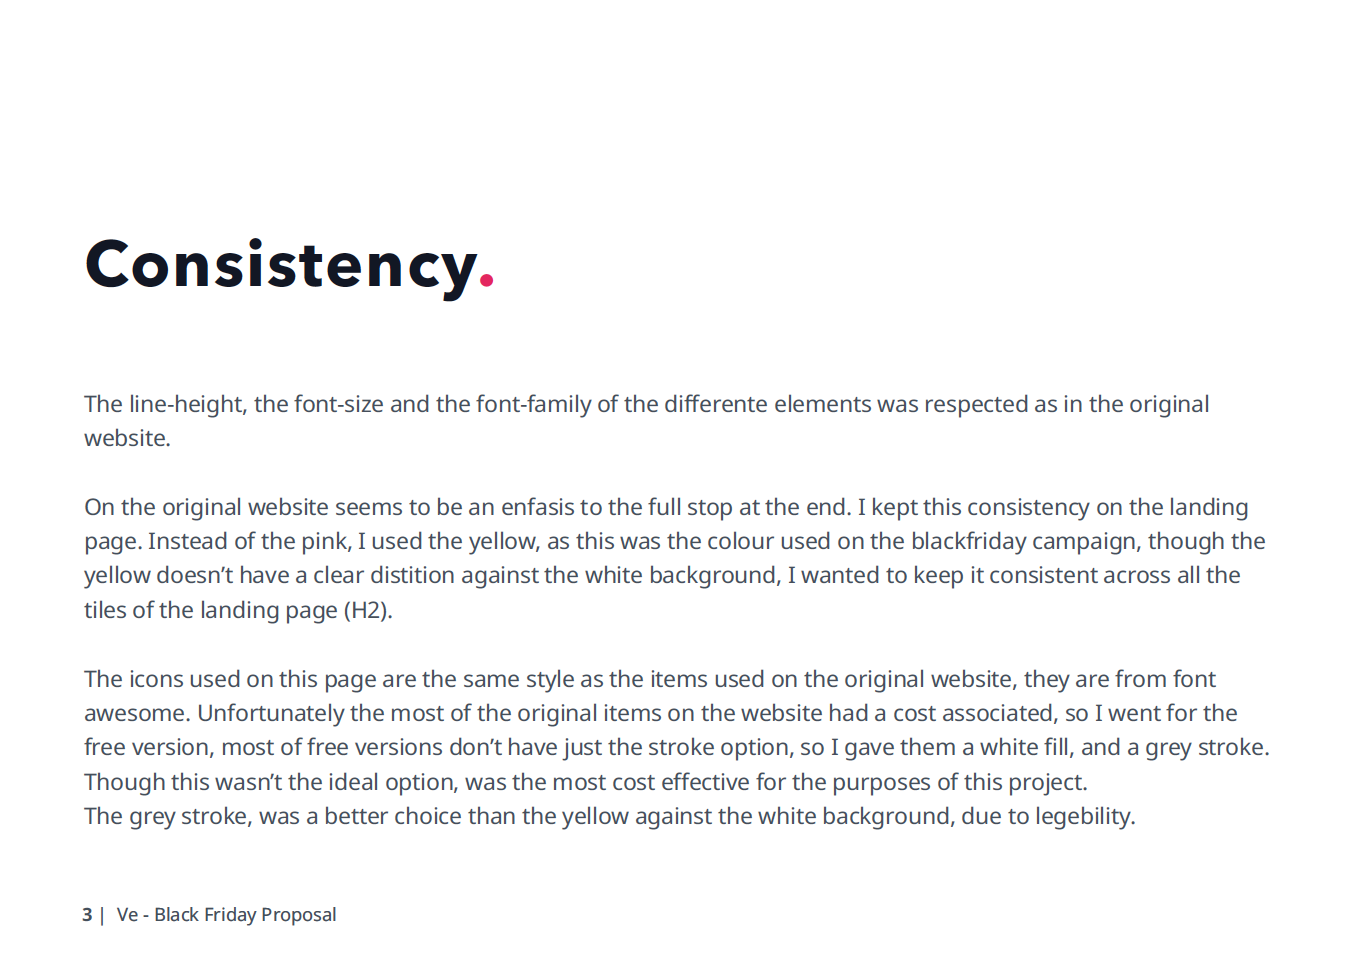 Consistency.
The line-height, the font-size and the font-family of the differente elements was respected as in the original
website.
On the original website seems to be an enfasis to the full stop at the end. I kept this consistency on the landing
page. Instead of the pink, I used the yellow, as this was the colour used on the blackfriday campaign, though the
yellow doesn’t have a clear distition against the white background, I wanted to keep it consistent across all the
tiles of the landing page (H2).
The icons used on this page are the same style as the items used on the original website, they are from font
awesome. Unfortunately the most of the original items on the website had a cost associated, so I went for the
free version, most of free versions don’t have just the stroke option, so I gave them a white fill, and a grey stroke.
Though this wasn’t the ideal option, was the most cost effective for the purposes of this project.
The grey stroke, was a better choice than the yellow against the white background, due to legebility.
3 | Ve - Black Friday Proposal